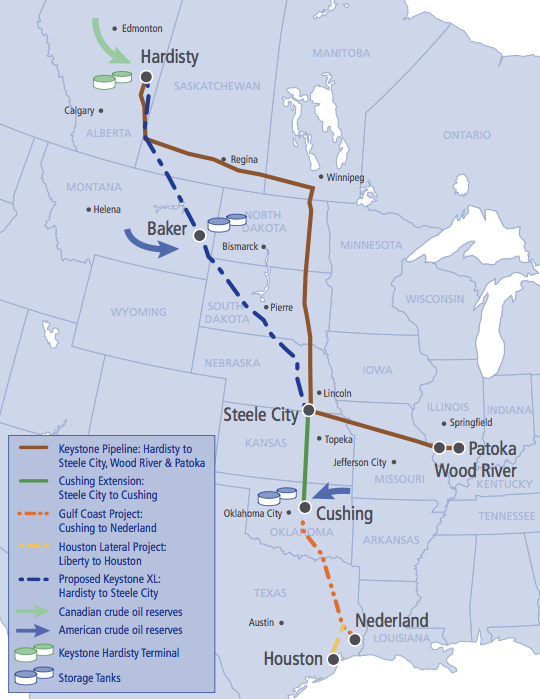 Edmonton
Hardisty
MANITOBA
SASKATCHEWAN
Calgary
ALBERTA
ONTARIO
Regina
Winnipeg
MONTANA
Helena
Baker
NORTH
DAKOTA
Bismarck
MINNESOTA
WISCONSIN
WYOMING
SOUTH
DAKOTA
Pierre
NEBRASKA
IOWA
Lincoln
Steele City
ILLINOIS
INDIANA
Springfield
KANSAS
Topeka
Jefferson City
MISSOURI
Patoka
Wood River
KENTUCKY
Oklahoma City
Cushing
OKLAHOMA
TENNESSEE
ARKANSAS
TEXAS
Austin
Nederland
LOUISIANA
Houston
Keystone Pipeline: Hardisty to
Steele City, Wood River & Patoka
Cushing Extension:
Steele City to Cushing
Gulf Coast Project:
Cushing to Nederland
Houston Lateral Project:
Liberty to Houston
Proposed Keystone XL:
Hardisty to Steele City
Canadian crude oil reserves
American crude oil reserves
Keystone Hardisty Terminal
Storage Tanks